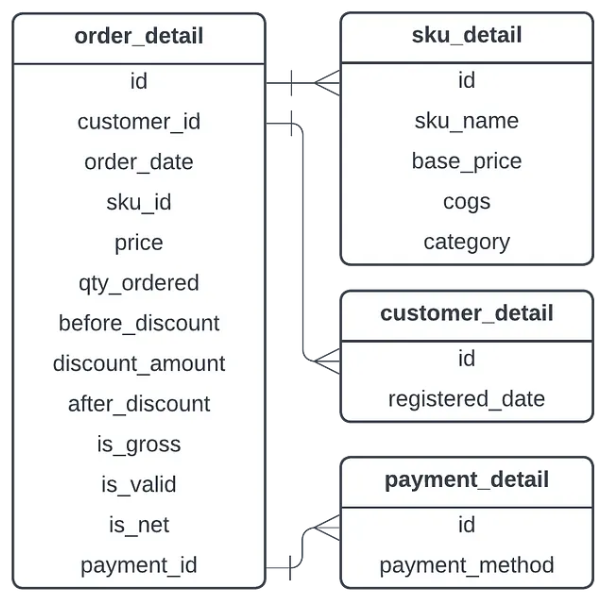 order_detail
id
customer_id
order_date
sku_id
price
qty_ordered
before_discount
discount_amount
after_discount
is_gross
is_valid
is_net
payment_id
sku_detail
id
sku_name
base_price
cogs
category
customer_detail
id
registered_date
payment_detail
id
payment_method